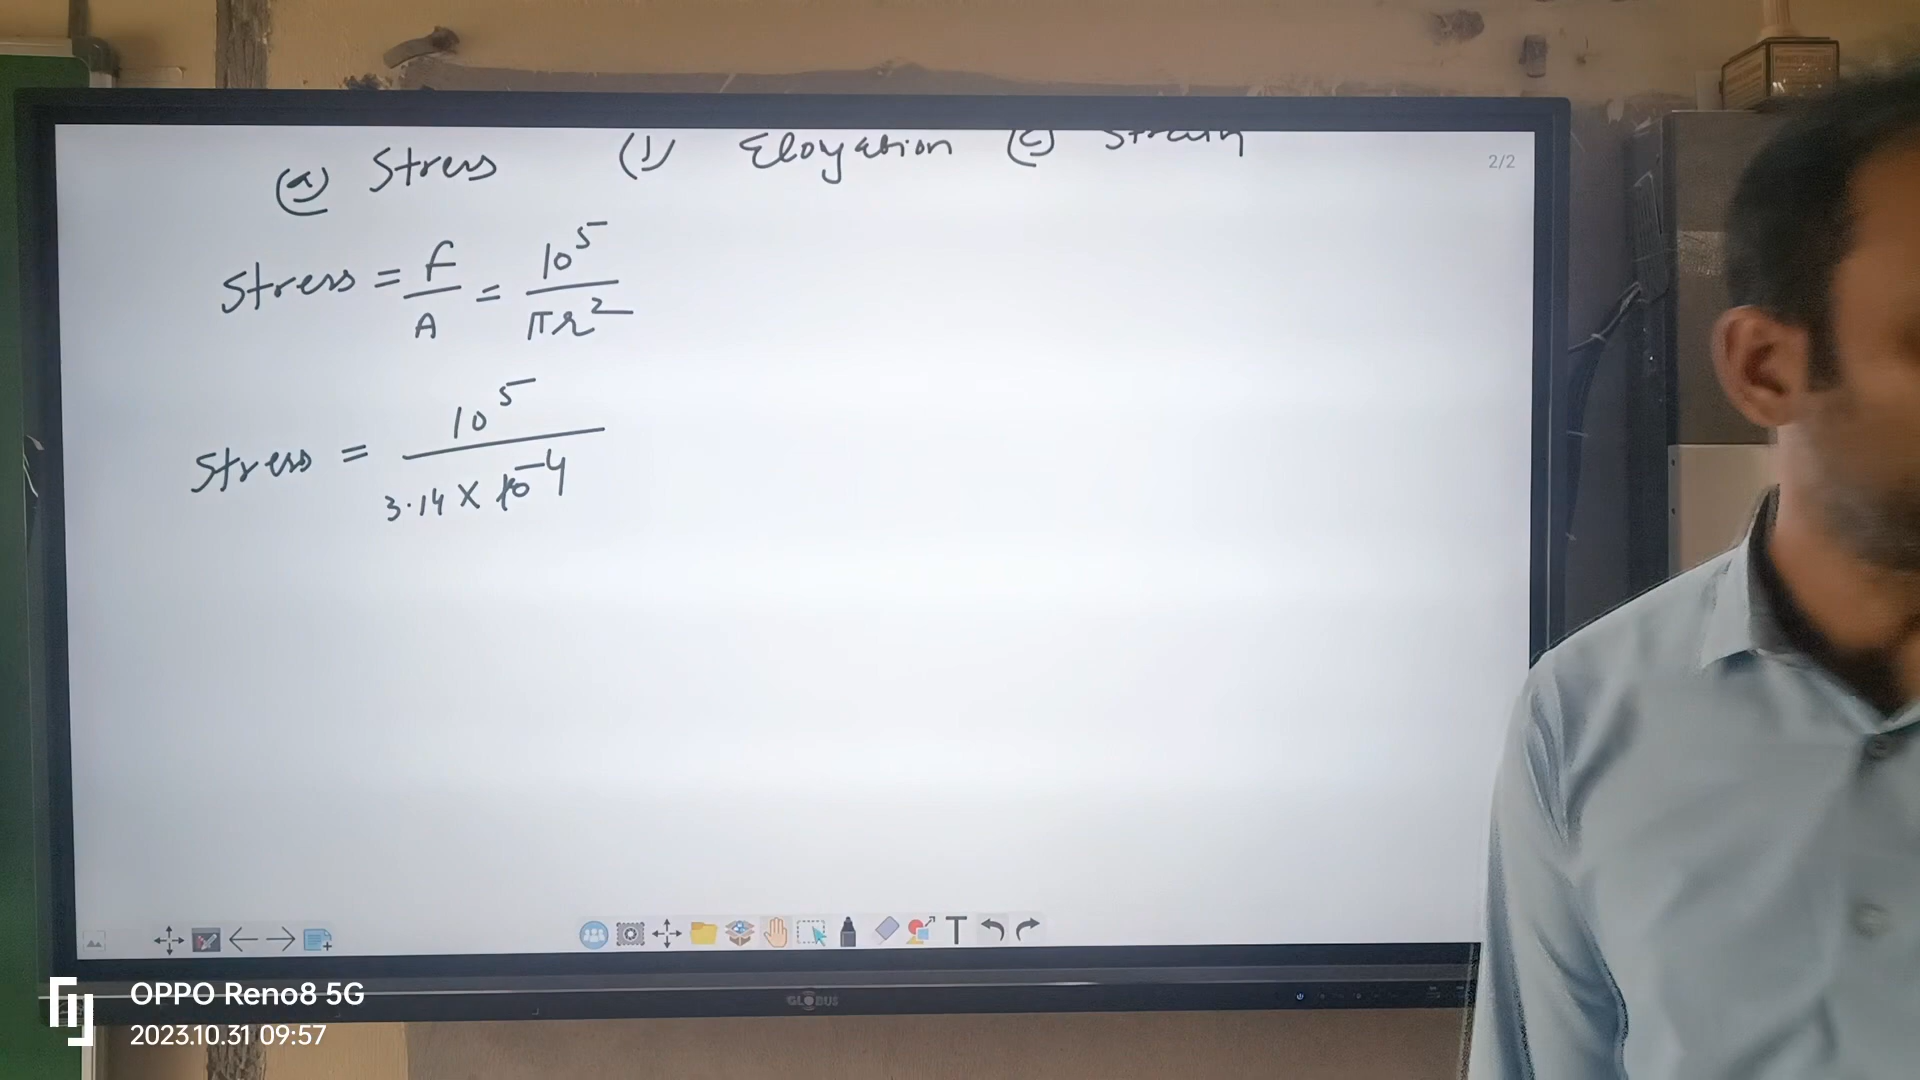 (a) Stress (b) Eloyation (c) Strain
2/2
Stress = F/A = 10^5/πr^2
Stress = 10^5/3.14 × 10^-4
T
GLOBUS
OPPO Reno8 5G
2023.10.31 09:57